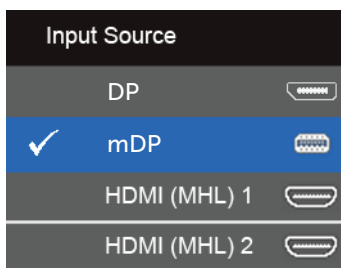 Input Source
DP
mDP
HDMI (MHL) 1
HDMI (MHL) 2